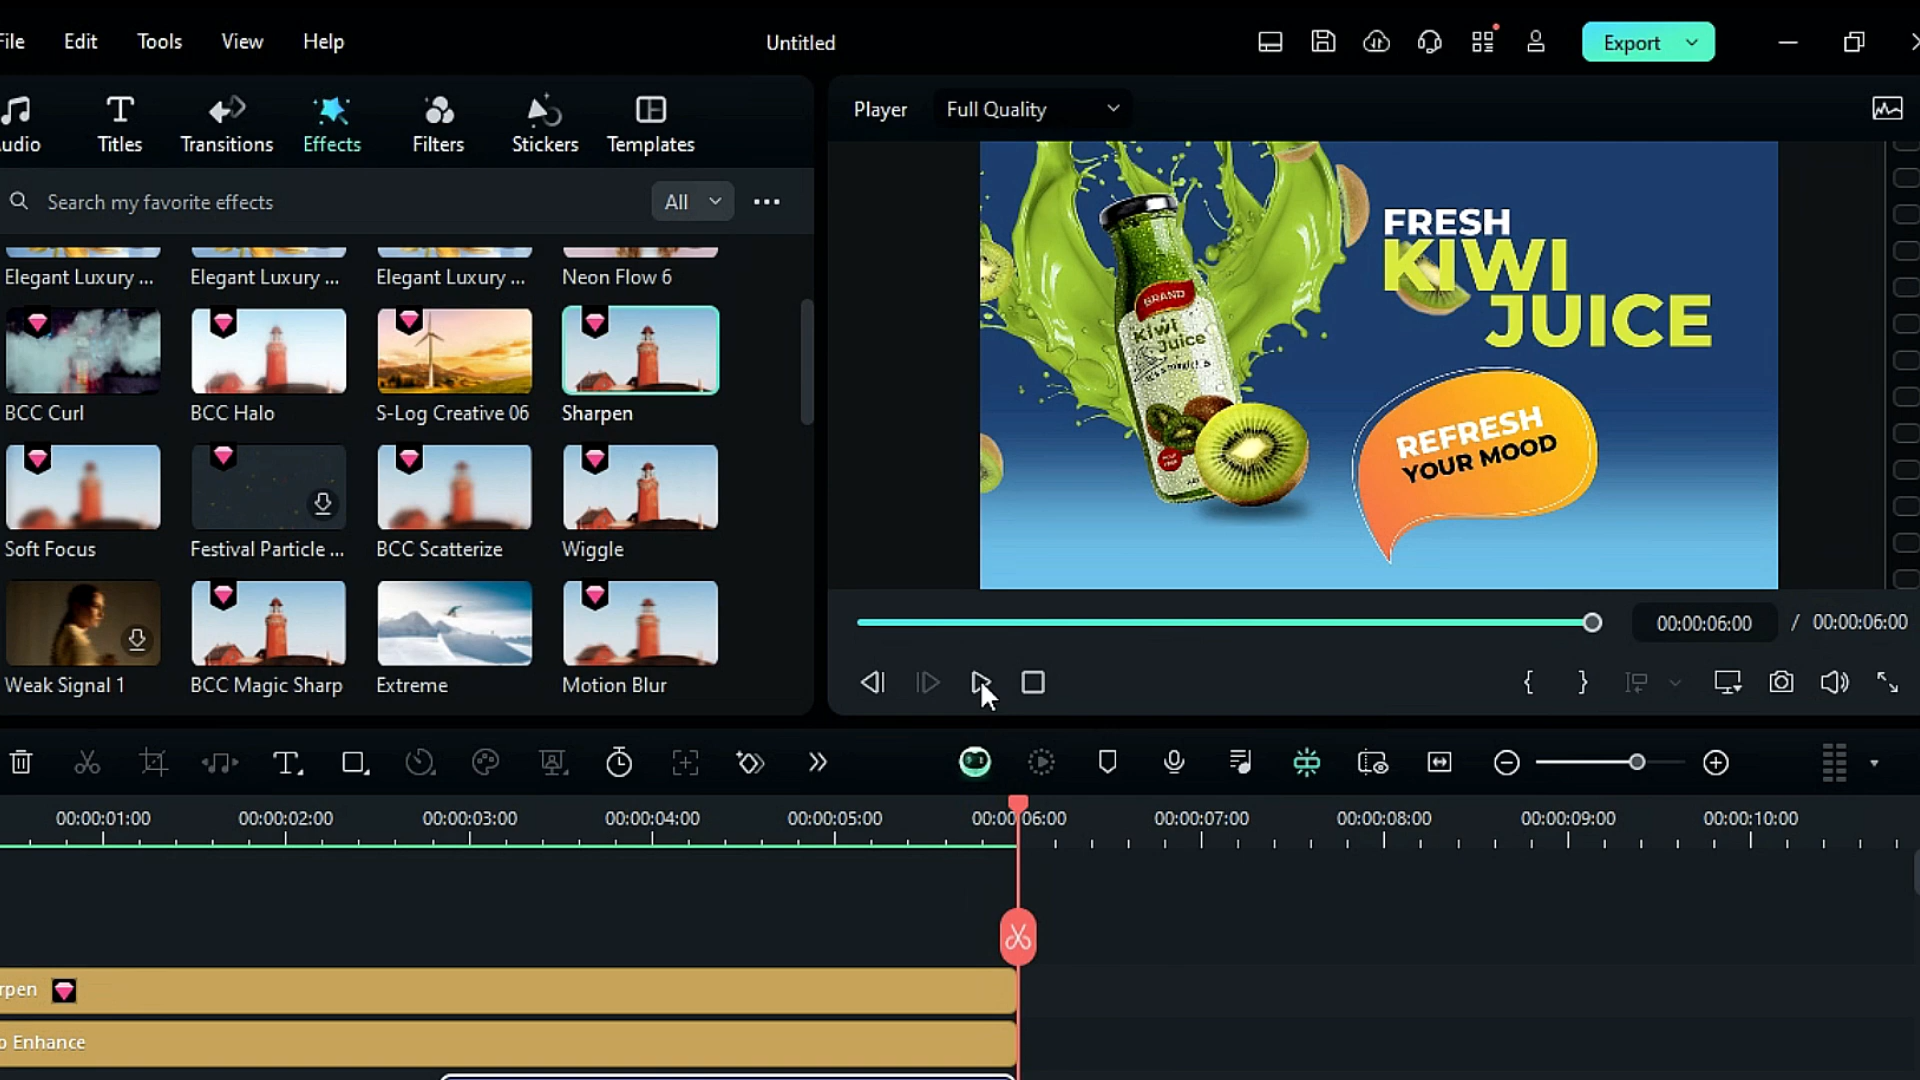 File Edit Tools View Help Untitled Export
Audio Titles Transitions Effects Filters Stickers Templates Player Full Quality
Search my favorite effects All
Elegant Luxury ... Elegant Luxury ... Elegant Luxury ... Neon Flow 6
BCC Curl BCC Halo S-Log Creative 06 Sharpen
Soft Focus Festival Particle ... BCC Scatterize Wiggle
Weak Signal 1 BCC Magic Sharp Extreme Motion Blur
FRESH
KIWI
JUICE
BRAND
Kiwi
Juice
REFRESH
YOUR MOOD
00:00:06:00 / 00:00:06:00
00:00:01:00 00:00:02:00 00:00:03:00 00:00:04:00 00:00:05:00 00:00:06:00 00:00:07:00 00:00:08:00 00:00:09:00 00:00:10:00
rpen
o Enhance